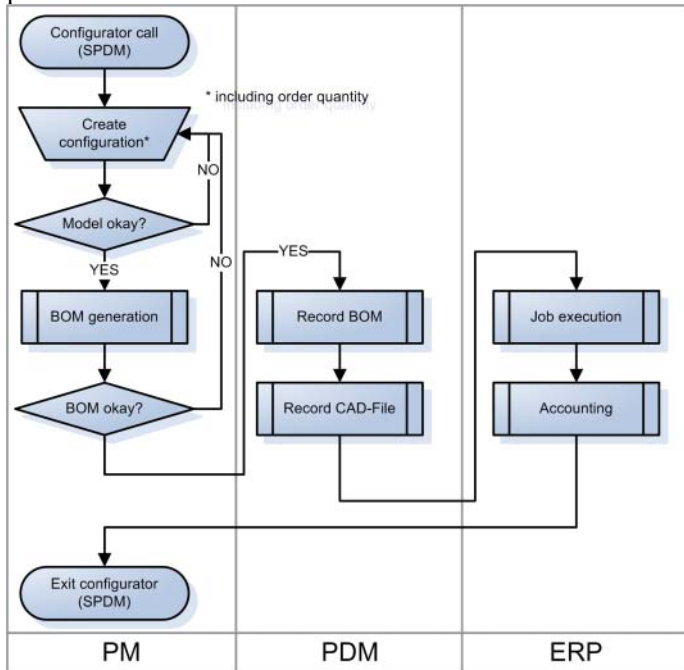 Configurator call
(SPDM)
* including order quantity
Create
configuration*
NO
Model okay?
YES
NO
YES
BOM generation
Record BOM
Job execution
BOM okay?
Record CAD-File
Accounting
Exit configurator
(SPDM)
PM
PDM
ERP